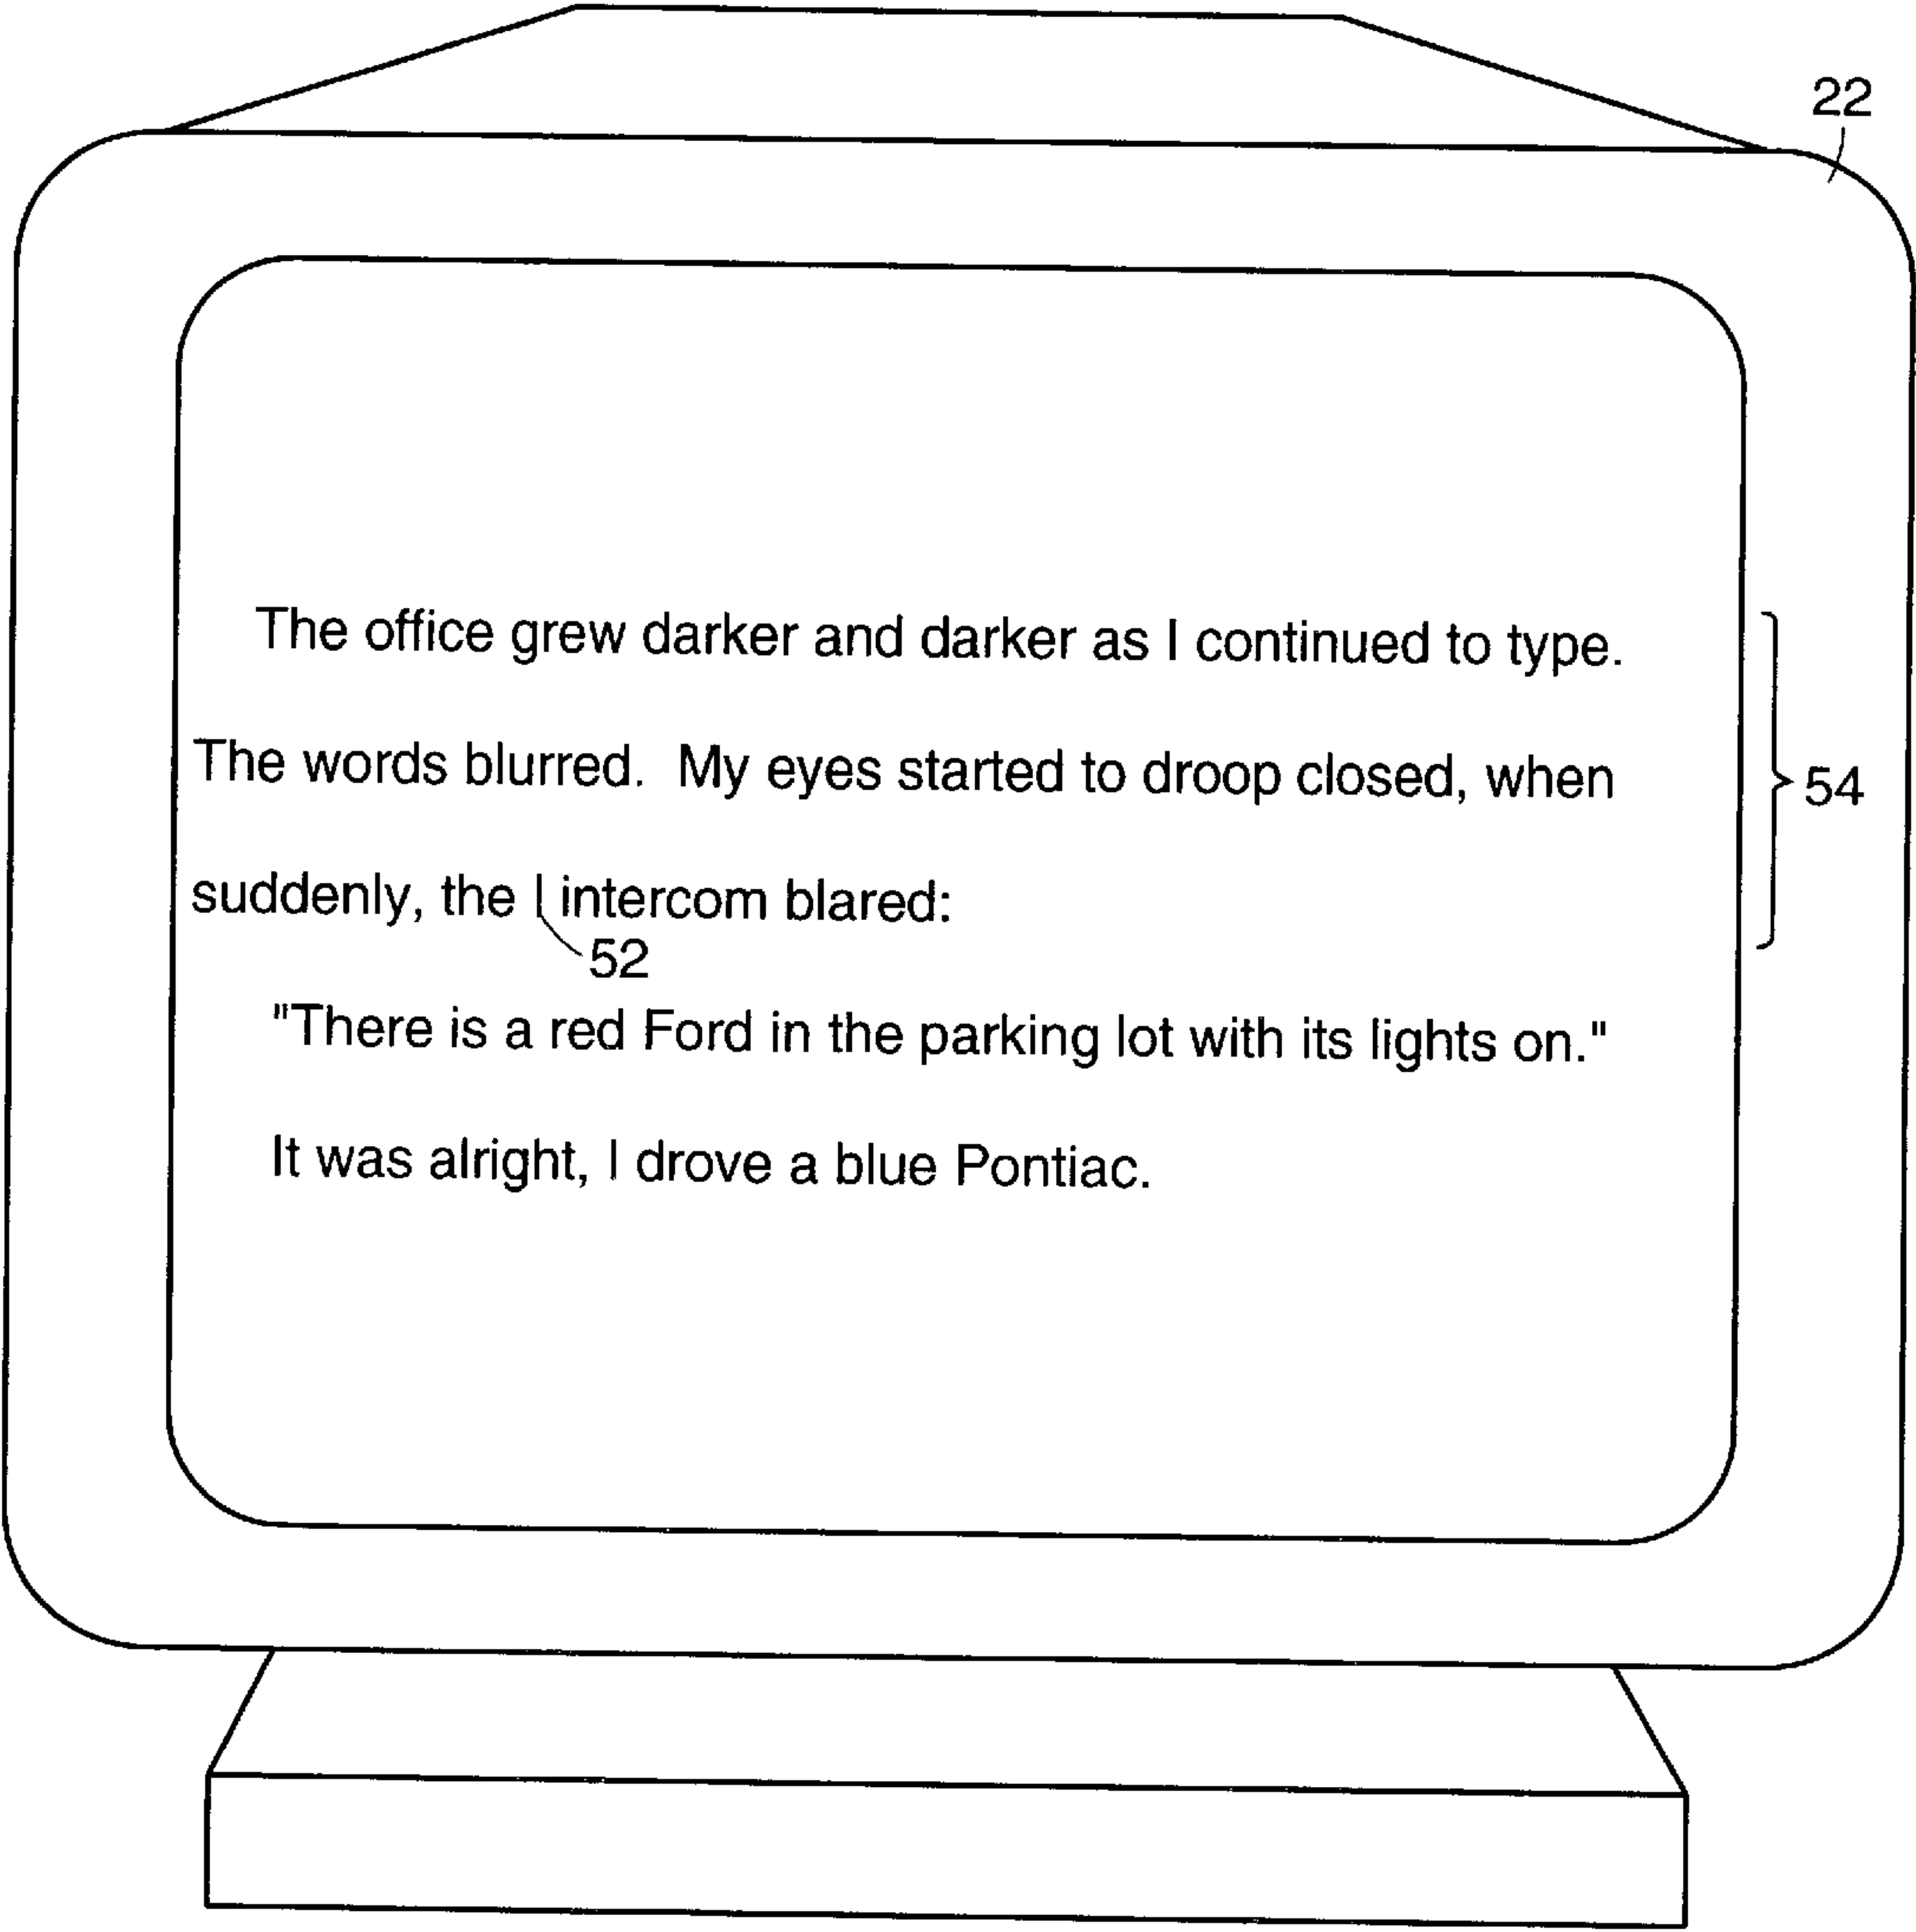 22
The office grew darker and darker as I continued to type.
The words blurred.  My eyes started to droop closed, when
54
suddenly, the | intercom blared:
52
"There is a red Ford in the parking lot with its lights on."
It was alright, I drove a blue Pontiac.